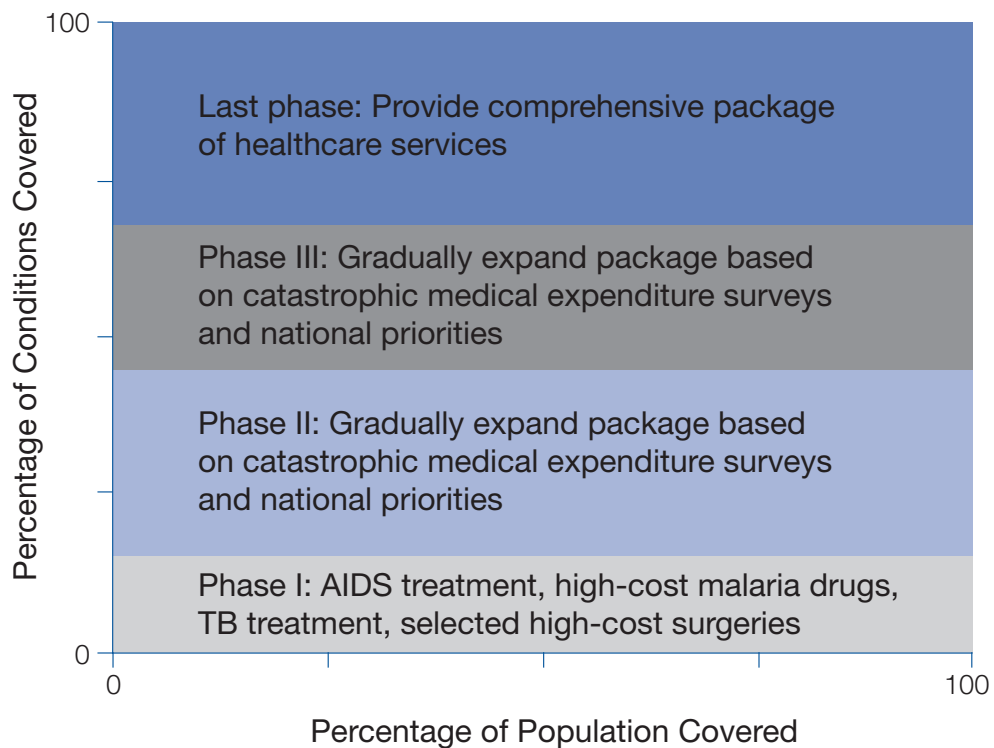 100
Last phase: Provide comprehensive package
of healthcare services
Phase III: Gradually expand package based
on catastrophic medical expenditure surveys
and national priorities
Phase II: Gradually expand package based
on catastrophic medical expenditure surveys
and national priorities
Phase I: AIDS treatment, high-cost malaria drugs,
TB treatment, selected high-cost surgeries
0
0
100
Percentage of Population Covered
Percentage of Conditions Covered